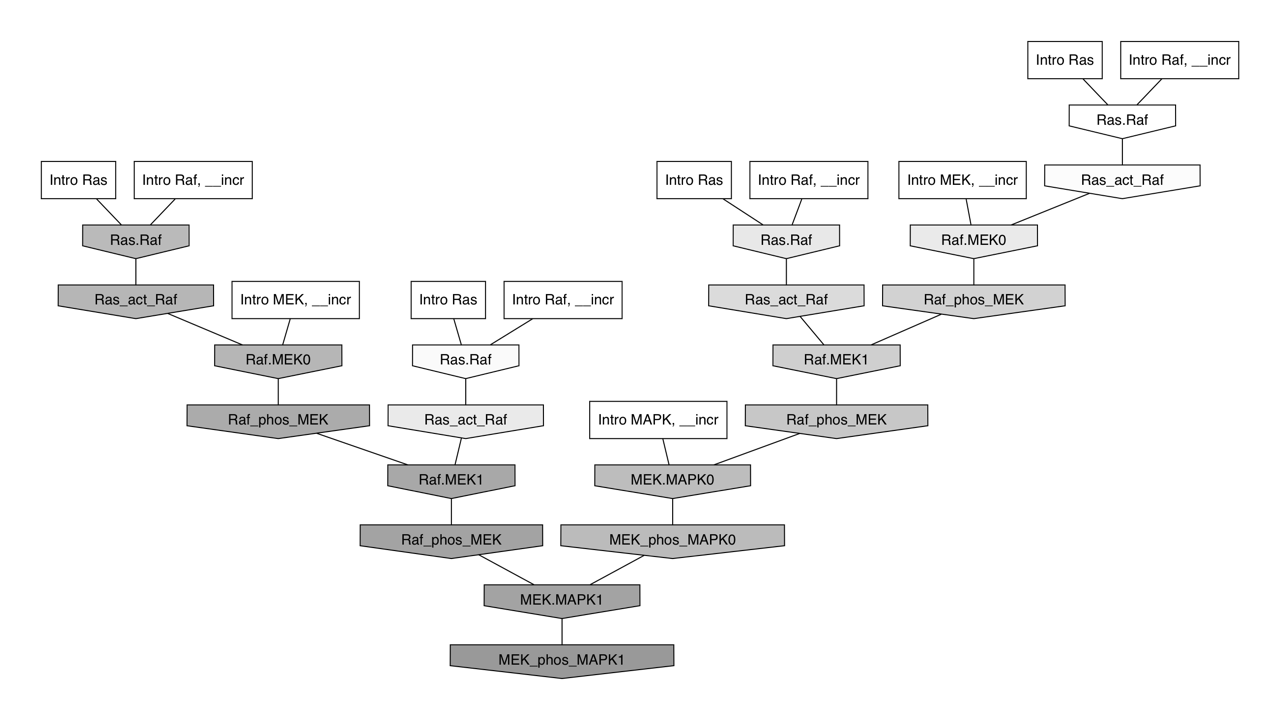 Intro Ras
Intro Raf, __incr
Ras.Raf
Intro Ras
Intro Raf, __incr
Intro Ras
Intro Raf, __incr
Intro MEK, __incr
Ras_act_Raf
Ras.Raf
Ras.Raf
Raf.MEK0
Ras_act_Raf
Intro MEK, __incr
Intro Ras
Intro Raf, __incr
Ras_act_Raf
Raf_phos_MEK
Raf.MEK0
Ras.Raf
Raf.MEK1
Raf_phos_MEK
Ras_act_Raf
Intro MAPK, __incr
Raf_phos_MEK
Raf.MEK1
MEK.MAPK0
Raf_phos_MEK
MEK_phos_MAPK0
MEK.MAPK1
MEK_phos_MAPK1